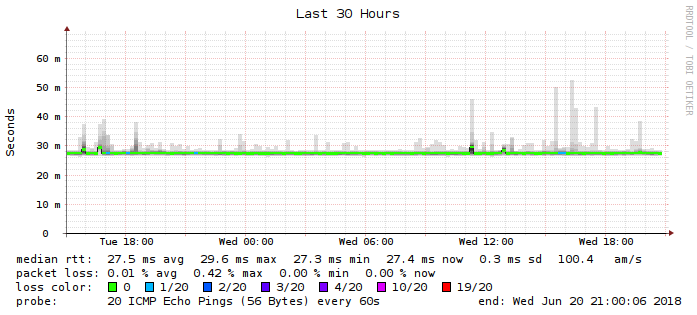 Last 30 Hours
RRDTOOL / TOBI OETIKER
Seconds
60 m
50 m
40 m
30 m
20 m
10 m
0
Tue 18:00 Wed 00:00 Wed 06:00 Wed 12:00 Wed 18:00
median rtt: 27.5 ms avg 29.6 ms max 27.3 ms min 27.4 ms now 0.3 ms sd 100.4 am/s
packet loss: 0.01 % avg 0.42 % max 0.00 % min 0.00 % now
loss color: 0 1/20 2/20 3/20 4/20 10/20 19/20
probe: 20 ICMP Echo Pings (56 Bytes) every 60s end: Wed Jun 20 21:00:06 2018